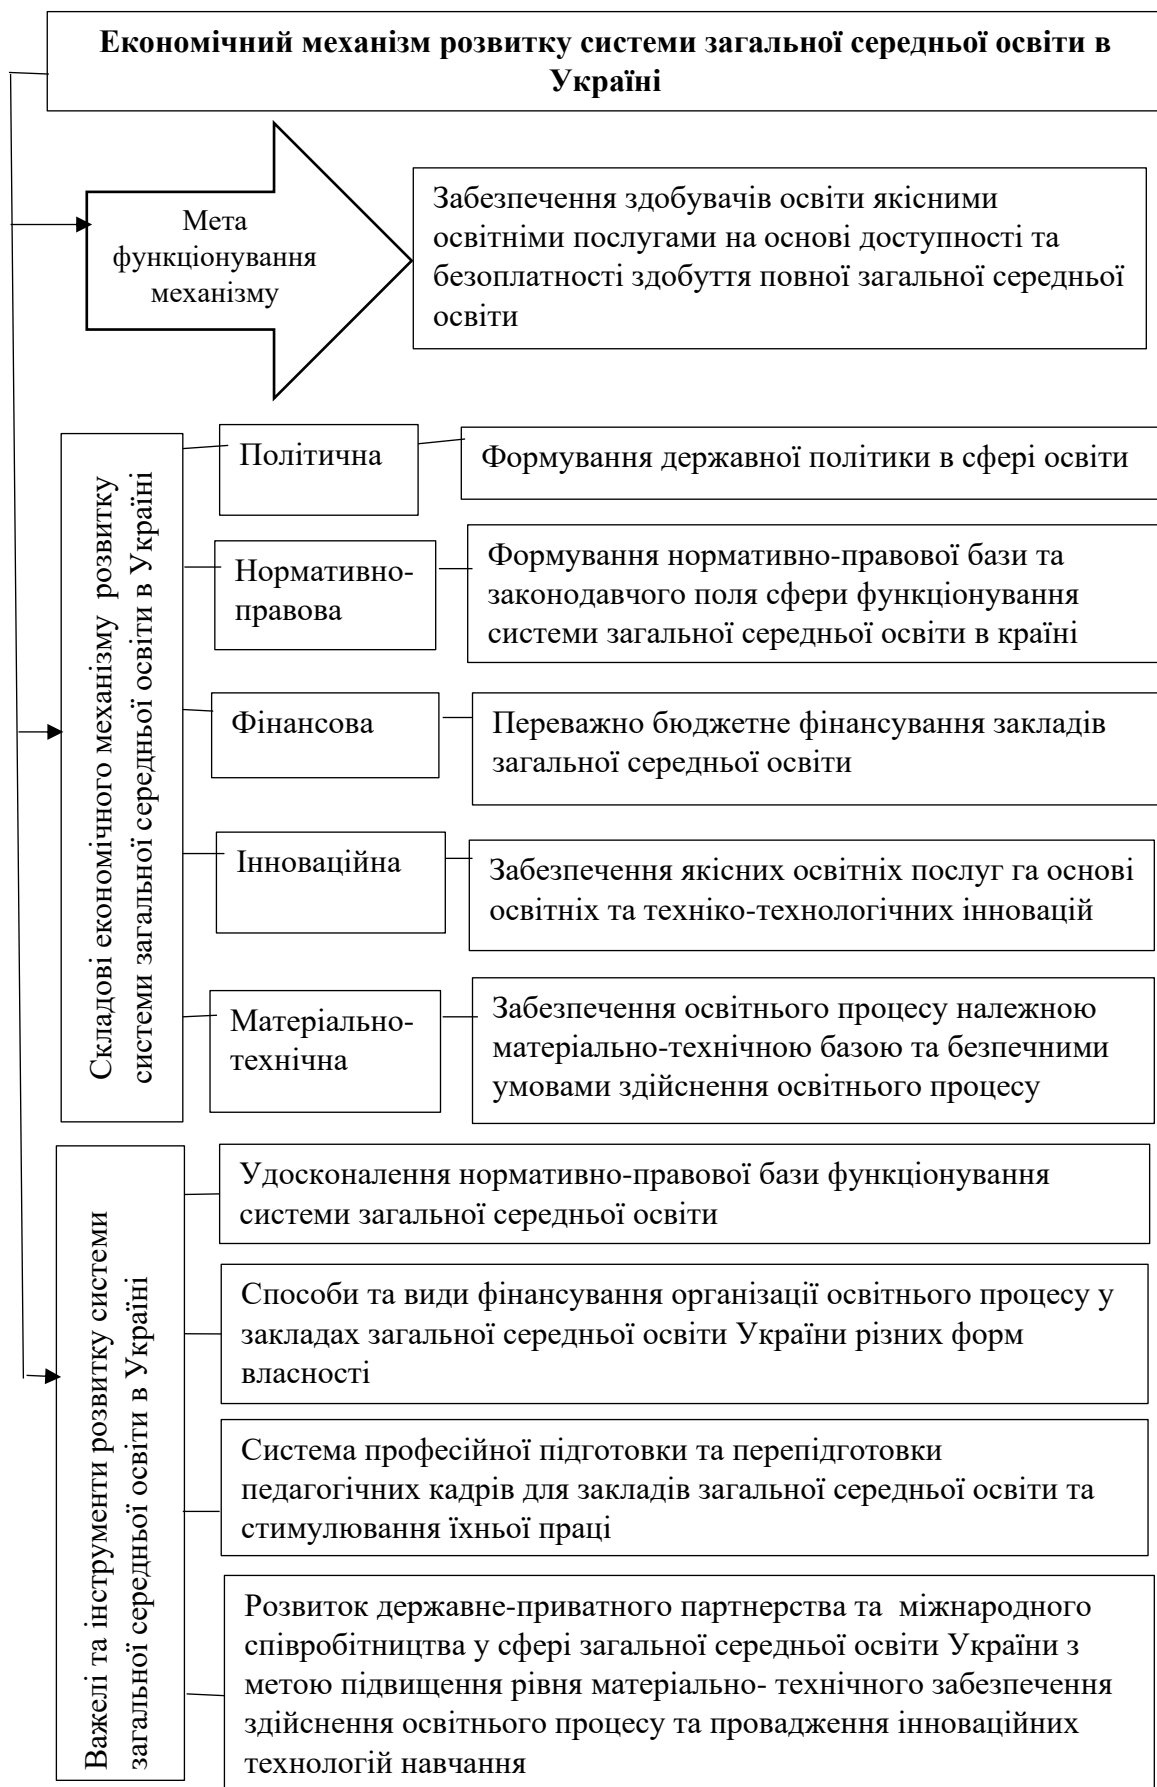 Економічний механізм розвитку системи загальної середньої освіти в
Україні
Мета
функціонування
механізму
Забезпечення здобувачів освіти якісними
освітніми послугами на основі доступності та
безоплатності здобуття повної загальної середньої
освіти
Складові економічного механізму розвитку
системи загальної середньої освіти в Україні
Політична
Формування державної політики в сфері освіти
Нормативно-
правова
Формування нормативно-правової бази та
законодавчого поля сфери функціонування
системи загальної середньої освіти в країні
Фінансова
Переважно бюджетне фінансування закладів
загальної середньої освіти
Інноваційна
Забезпечення якісних освітніх послуг га основі
освітніх та техніко-технологічних інновацій
Матеріально-
технічна
Забезпечення освітнього процесу належною
матеріально-технічною базою та безпечними
умовами здійснення освітнього процесу
Важелі та інструменти розвитку системи
загальної середньої освіти в Україні
Удосконалення нормативно-правової бази функціонування
системи загальної середньої освіти
Способи та види фінансування організації освітнього процесу у
закладах загальної середньої освіти України різних форм
власності
Система професійної підготовки та перепідготовки
педагогічних кадрів для закладів загальної середньої освіти та
стимулювання їхньої праці
Розвиток державне-приватного партнерства та міжнародного
співробітництва у сфері загальної середньої освіти України з
метою підвищення рівня матеріально- технічного забезпечення
здійснення освітнього процесу та провадження інноваційних
технологій навчання